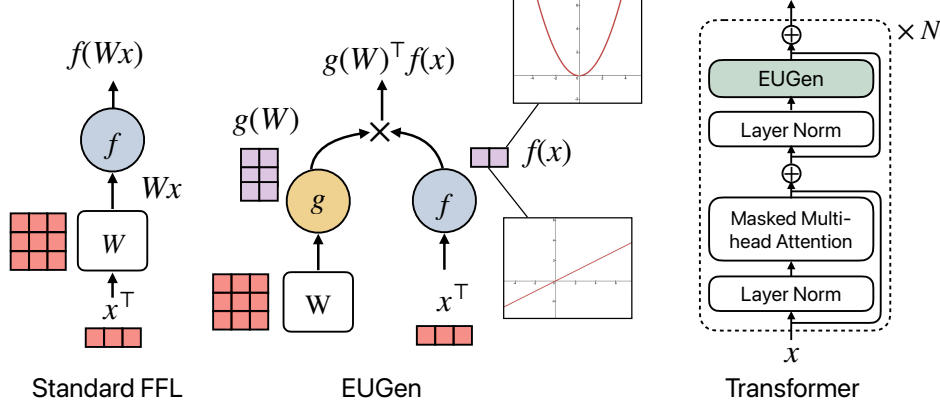 f(Wx)
f
Wx
W
x⊤
Standard FFL
g(W)⊤f(x)
g(W)
g
f
f(x)
W
x⊤
EUGen
× N
EUGen
Layer Norm
Masked Multi-
head Attention
Layer Norm
x
Transformer